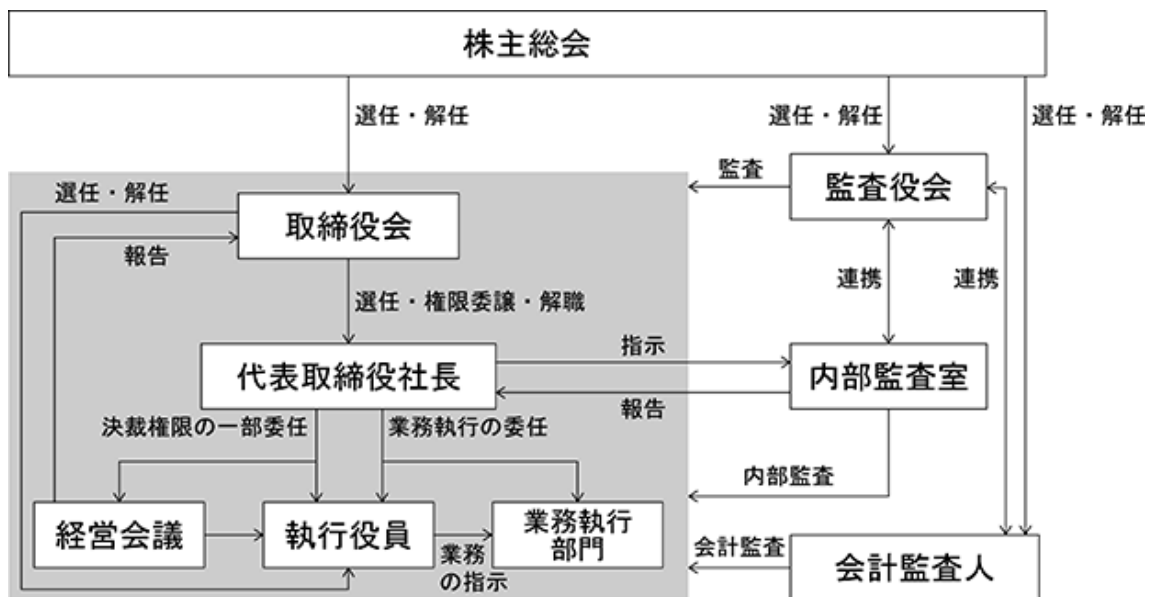 株主総会
選任・解任
選任・解任
選任・解任
監査
監査役会
選任・解任
取締役会
報告
連携
連携
選任・権限委譲・解職
指示
代表取締役社長
内部監査室
報告
決裁権限の一部委任
業務執行の委任
内部監査
経営会議
執行役員
業務執行
部門
業務
の指示
会計監査
会計監査人